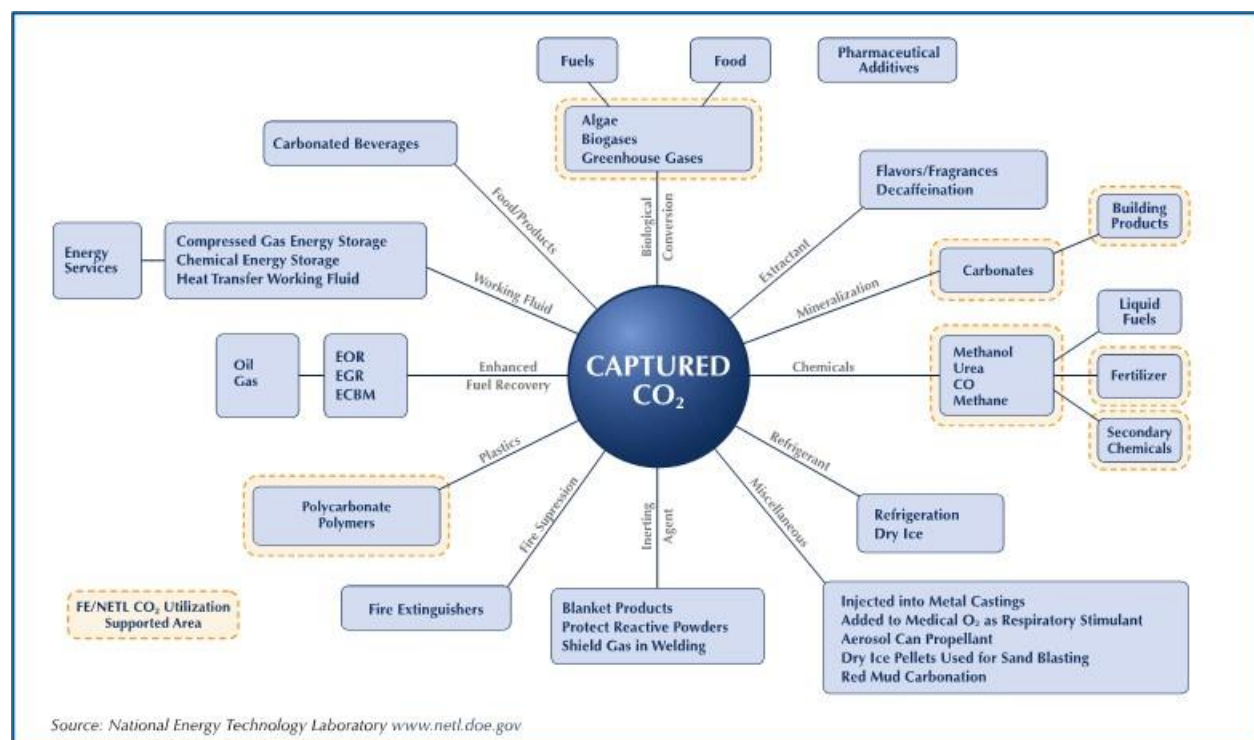 Fuels
Food
Pharmaceutical
Additives
Algae
Biogases
Greenhouse Gases
Carbonated Beverages
Flavors/Fragrances
Decaffeination
Food/Products
Biological
Conversion
Extractant
Building
Products
Energy
Services
Compressed Gas Energy Storage
Chemical Energy Storage
Heat Transfer Working Fluid
Working Fluid
Mineralization
Carbonates
Liquid
Fuels
Oil
Gas
EOR
EGR
ECBM
Enhanced
Fuel Recovery
CAPTURED
CO₂
Chemicals
Methanol
Urea
CO
Methane
Fertilizer
Secondary
Chemicals
Plastics
Refrigerant
Polycarbonate
Polymers
Fire Supression
Inerting
Agent
Miscellaneous
Refrigeration
Dry Ice
FE/NETL CO₂ Utilization
Supported Area
Fire Extinguishers
Blanket Products
Protect Reactive Powders
Shield Gas in Welding
Injected into Metal Castings
Added to Medical O₂ as Respiratory Stimulant
Aerosol Can Propellant
Dry Ice Pellets Used for Sand Blasting
Red Mud Carbonation
Source: National Energy Technology Laboratory www.netl.doe.gov